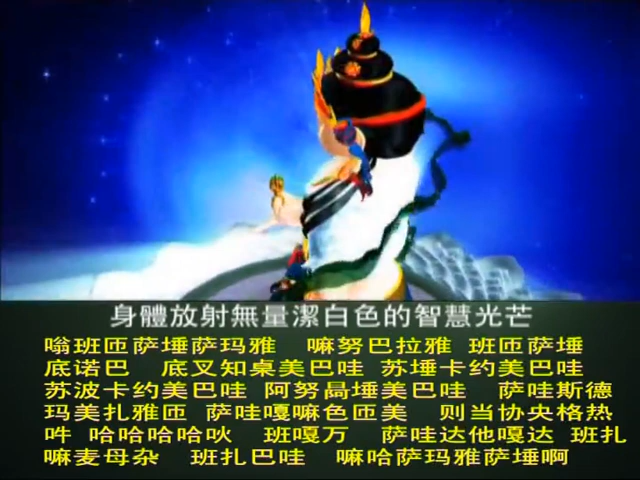 身體放射無量潔白色的智慧光芒
嗡班匝萨埵萨玛雅　嘛努巴拉雅 班匝萨埵
底诺巴　底叉知桌美巴哇 苏埵卡约美巴哇
苏波卡约美巴哇 阿努晶埵美巴哇　萨哇斯德
玛美扎雅匝 萨哇嘎嘛色匝美　则当协央格热
吽 哈哈哈哈吙　班嘎万　萨哇达他嘎达 班扎
嘛麦母杂　班扎巴哇　嘛哈萨玛雅萨埵啊